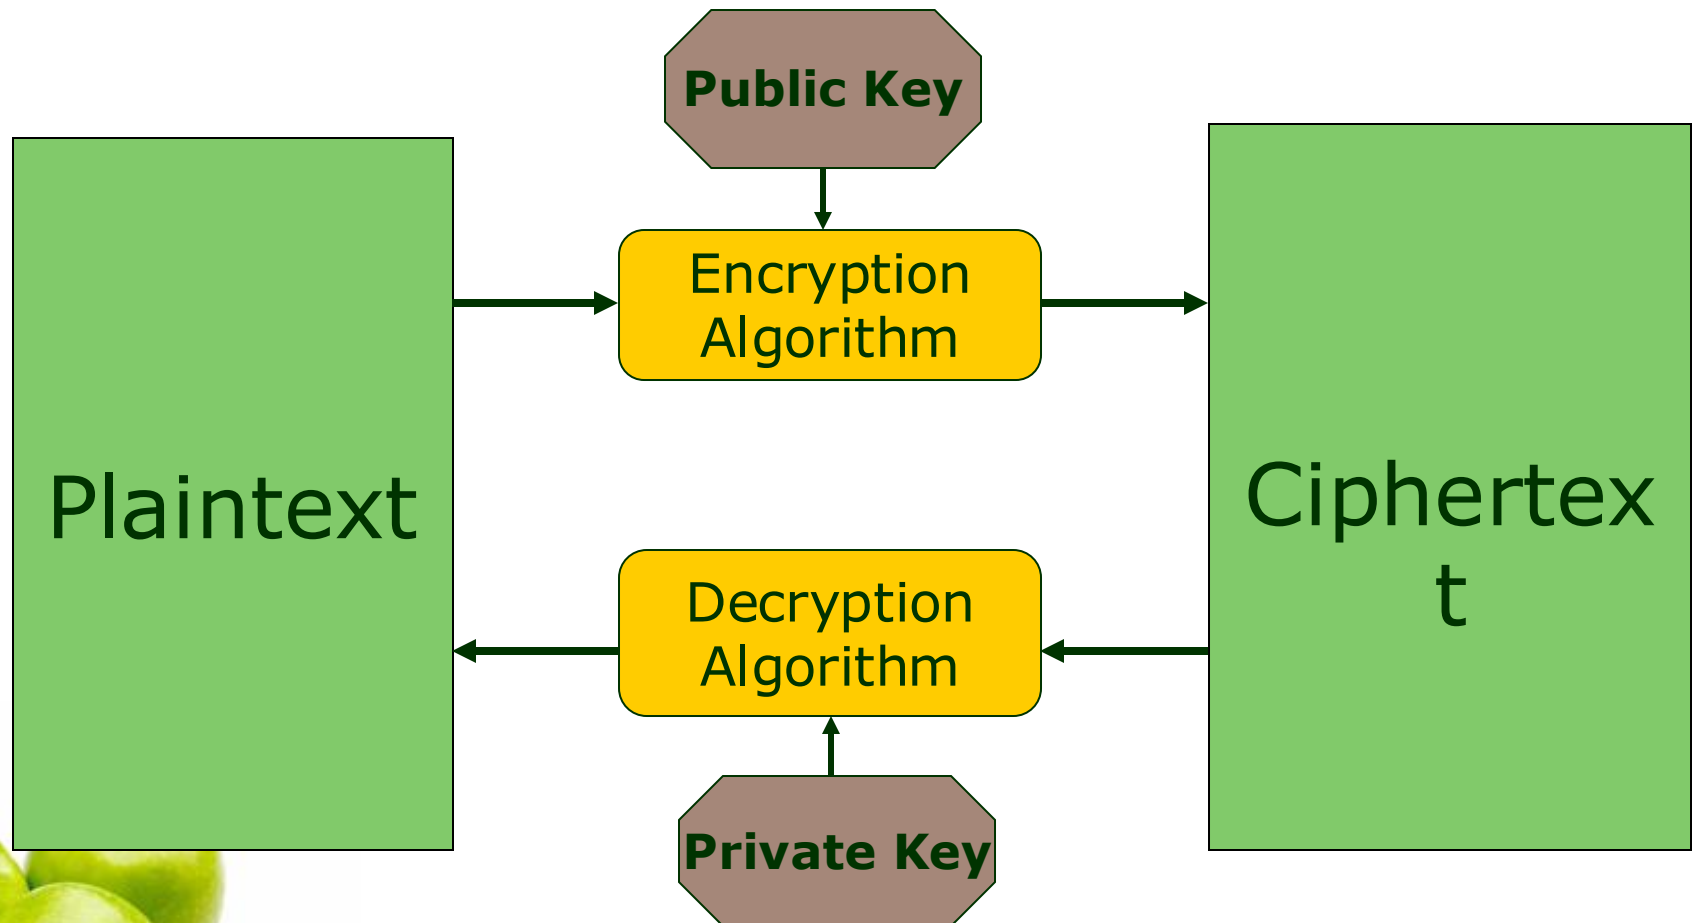 Public Key
Encryption
Algorithm
Plaintext
Ciphertex
t
Decryption
Algorithm
Private Key